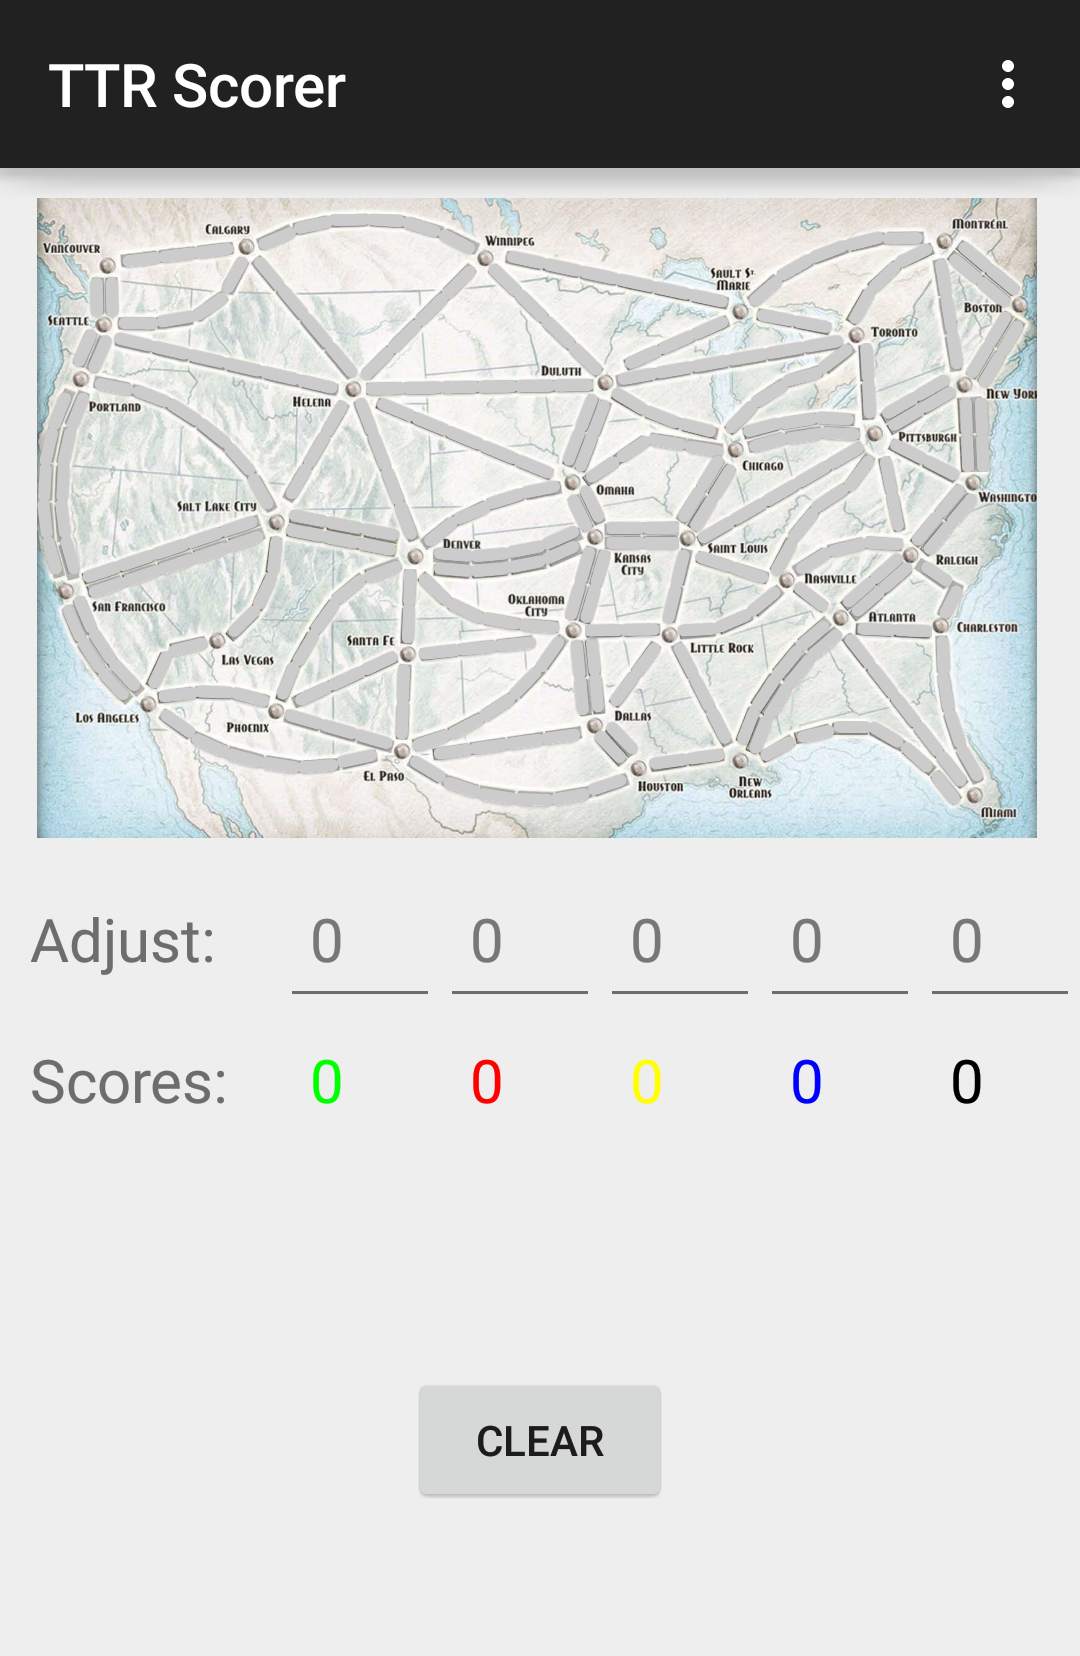 TTR Scorer
CALGARY
VANCOUVER
WINNIPEG
MONTRÉAL
SAULT ST.
MARIE
BOSTON
SEATTLE
TORONTO
DULUTH
HELENA
PORTLAND
NEW YORK
PITTSBURGH
CHICAGO
OMAHA
WASHINGTO
SALT LAKE CITY
DENVER
SAINT LOUIS
KANSAS
CITY
RALEIGH
NASHVILLE
OKLAHOMA
CITY
SAN FRANCISCO
ATLANTA
CHARLESTON
SANTA FE
LITTLE ROCK
LAS VEGAS
LOS ANGELES
PHOENIX
DALLAS
EL PASO
HOUSTON
NEW
ORLEANS
MIAMI
Adjust: 0 0 0 0 0
Scores: 0 0 0 0 0
CLEAR